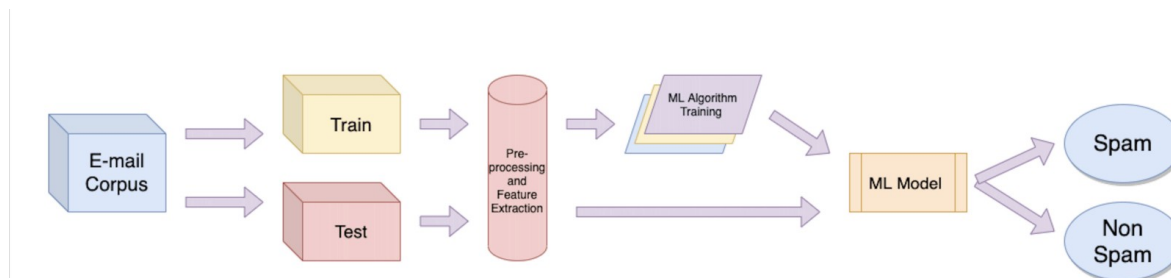 E-mail
Corpus
Train
Test
Pre-
processing
and
Feature
Extraction
ML Algorithm
Training
ML Model
Spam
Non
Spam